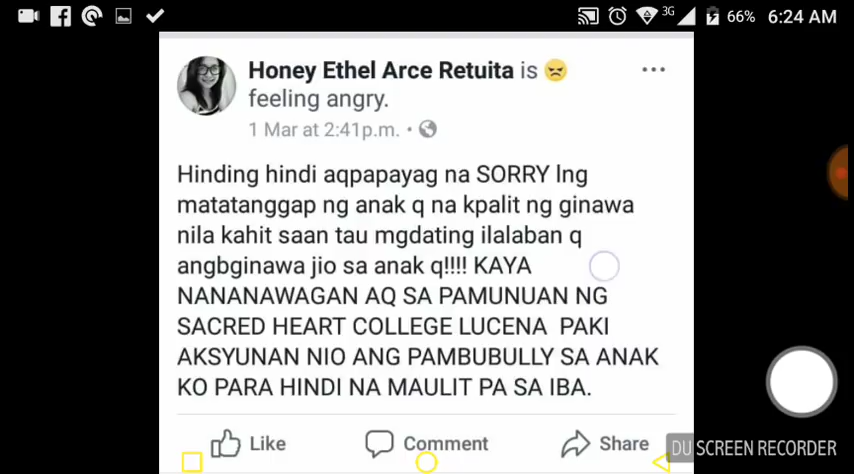 3G 66% 6:24 AM
Honey Ethel Arce Retuita is
feeling angry.
1 Mar at 2:41p.m.
Hinding hindi aqpapayag na SORRY lng
matatanggap ng anak q na kpalit ng ginawa
nila kahit saan tau mgdating ilalaban q
angbginawa jio sa anak q!!!! KAYA
NANANAWAGAN AQ SA PAMUNUAN NG
SACRED HEART COLLEGE LUCENA PAKI
AKSYUNAN NIO ANG PAMBUBULLY SA ANAK
KO PARA HINDI NA MAULIT PA SA IBA.
Like Comment Share
DU SCREEN RECORDER